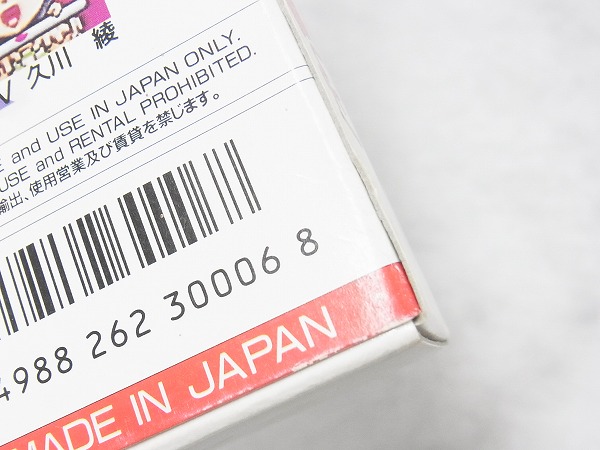 久川 綾
and USE IN JAPAN ONLY.
USE and RENTAL PROHIBITED.
輸出、使用営業及び賃貸を禁じます。
4988 262 30006 8
MADE IN JAPAN